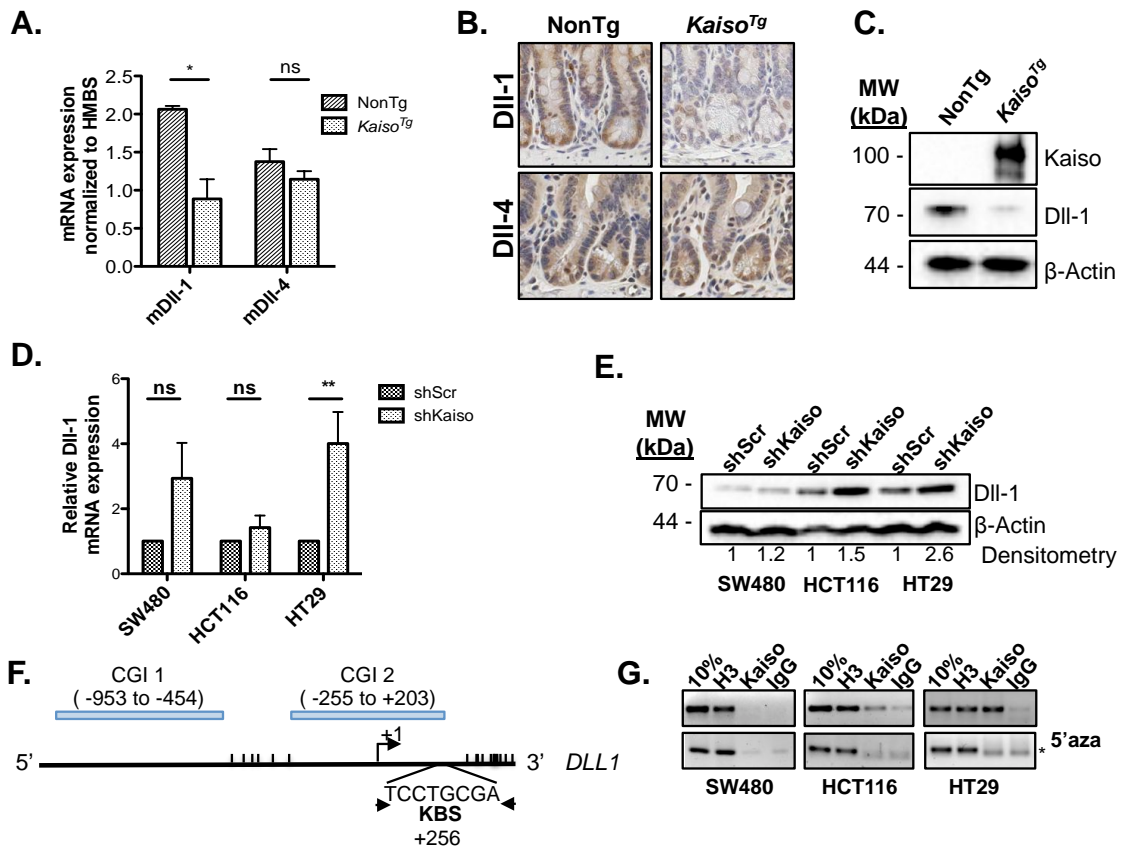 A.
mRNA expression
normalized to HMBS
2.5
2.0
1.5
1.0
0.5
0.0
*
ns
NonTg
Kaiso^Tg
mDll-1
mDll-4
B.
NonTg
Kaiso^Tg
Dll-1
Dll-4
C.
MW
(kDa)
NonTg
Kaiso^Tg
100 -
70 -
44 -
Kaiso
Dll-1
β-Actin
D.
Relative Dll-1
mRNA expression
6
4
2
0
ns
ns
**
shScr
shKaiso
SW480
HCT116
HT29
E.
MW
(kDa)
shScr
shKaiso
shScr
shKaiso
shScr
shKaiso
70 -
44 -
Dll-1
β-Actin
1 1.2 1 1.5 1 2.6 Densitometry
SW480 HCT116 HT29
F.
CGI 1
( -953 to -454)
CGI 2
(-255 to +203)
+1
5’
3’ DLL1
TCCTGCGA
KBS
+256
G.
10% H3 Kaiso IgG
10% H3 Kaiso IgG
10% H3 Kaiso IgG
* 5’aza
SW480 HCT116 HT29